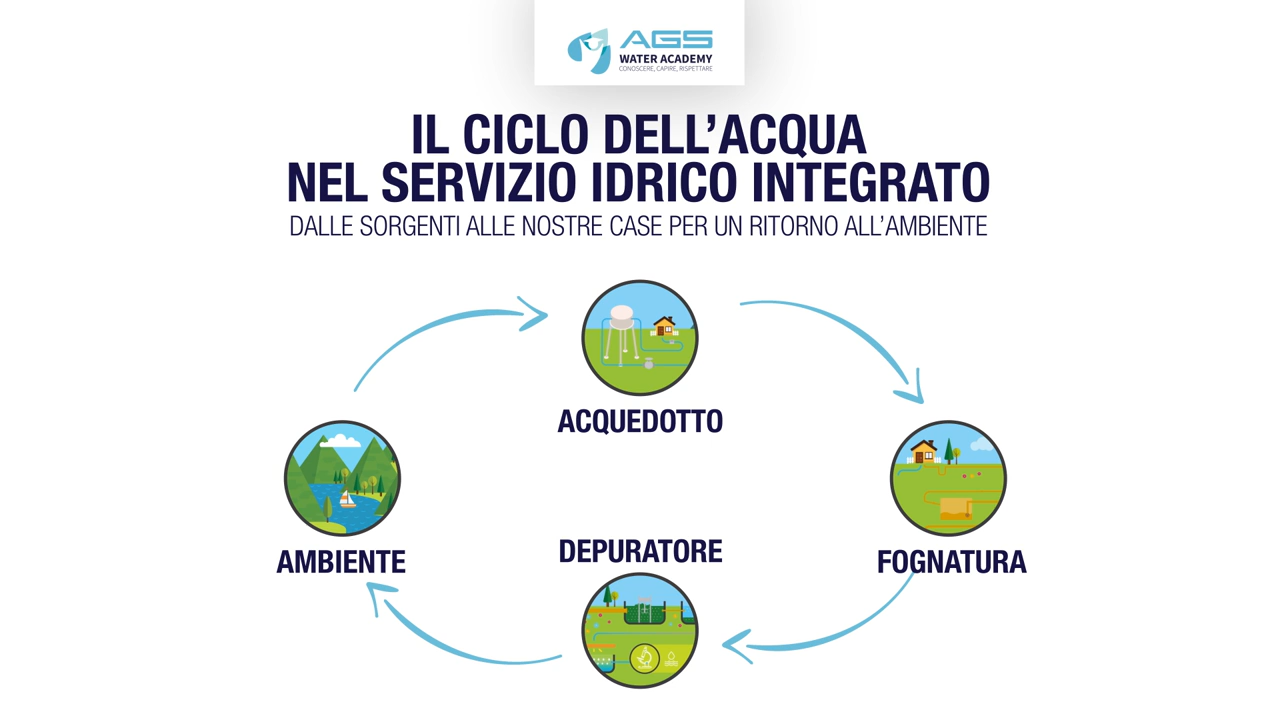 AGS
WATER ACADEMY
CONOSCERE, CAPIRE, RISPETTARE
IL CICLO DELL’ACQUA
NEL SERVIZIO IDRICO INTEGRATO
DALLE SORGENTI ALLE NOSTRE CASE PER UN RITORNO ALL’AMBIENTE
ACQUEDOTTO
AMBIENTE
DEPURATORE
FOGNATURA